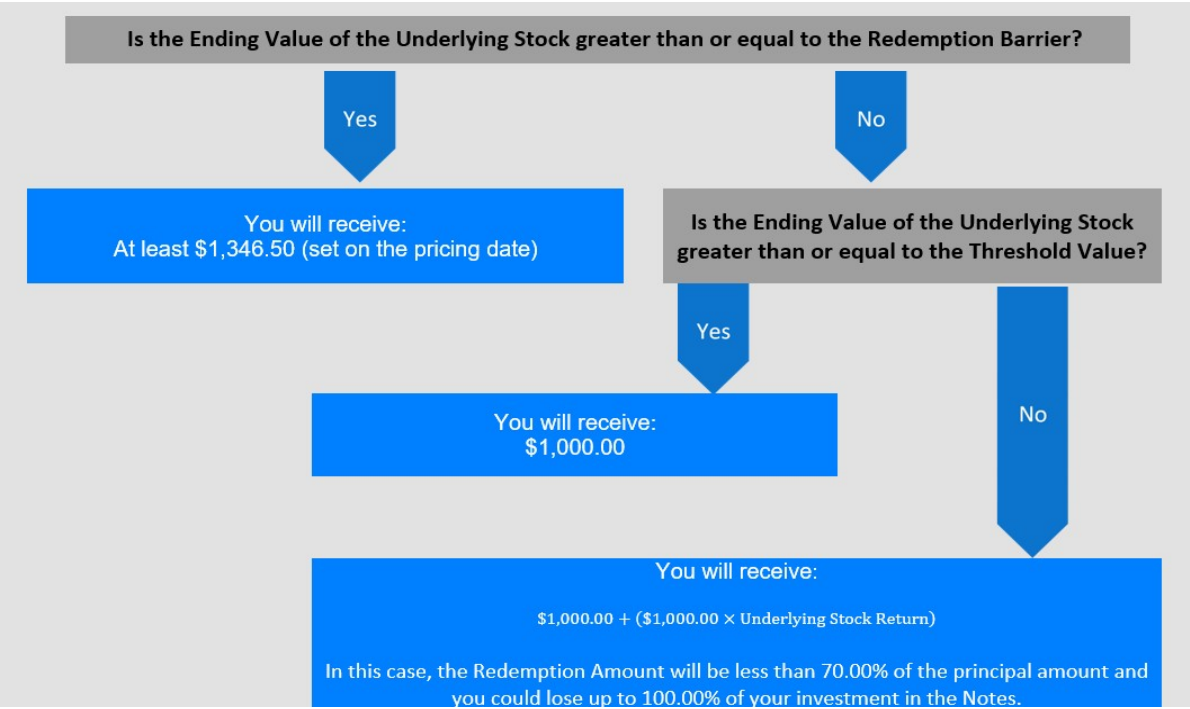 Is the Ending Value of the Underlying Stock greater than or equal to the Redemption Barrier?
Yes
No
You will receive:
At least $1,346.50 (set on the pricing date)
Is the Ending Value of the Underlying Stock
greater than or equal to the Threshold Value?
Yes
No
You will receive:
$1,000.00
You will receive:
$1,000.00 + ($1,000.00 × Underlying Stock Return)
In this case, the Redemption Amount will be less than 70.00% of the principal amount and
you could lose up to 100.00% of your investment in the Notes.